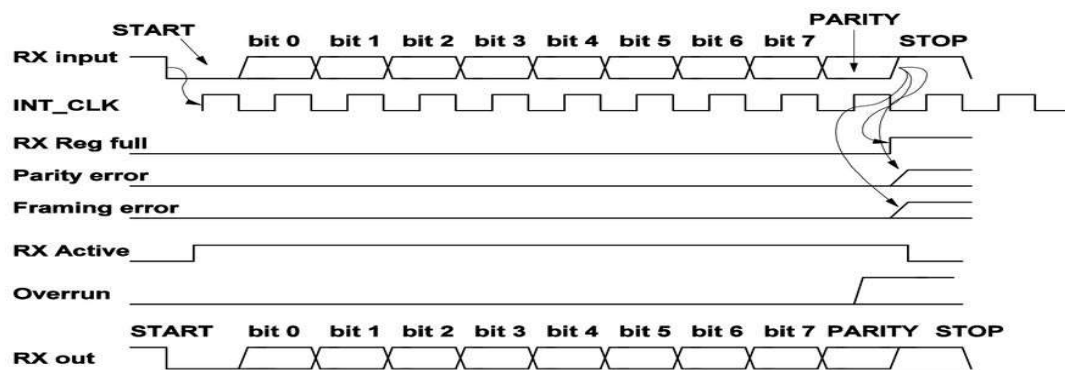 START
PARITY
bit 0 bit 1 bit 2 bit 3 bit 4 bit 5 bit 6 bit 7 STOP
RX input
INT_CLK
RX Reg full
Parity error
Framing error
RX Active
Overrun
START bit 0 bit 1 bit 2 bit 3 bit 4 bit 5 bit 6 bit 7 PARITY STOP
RX out